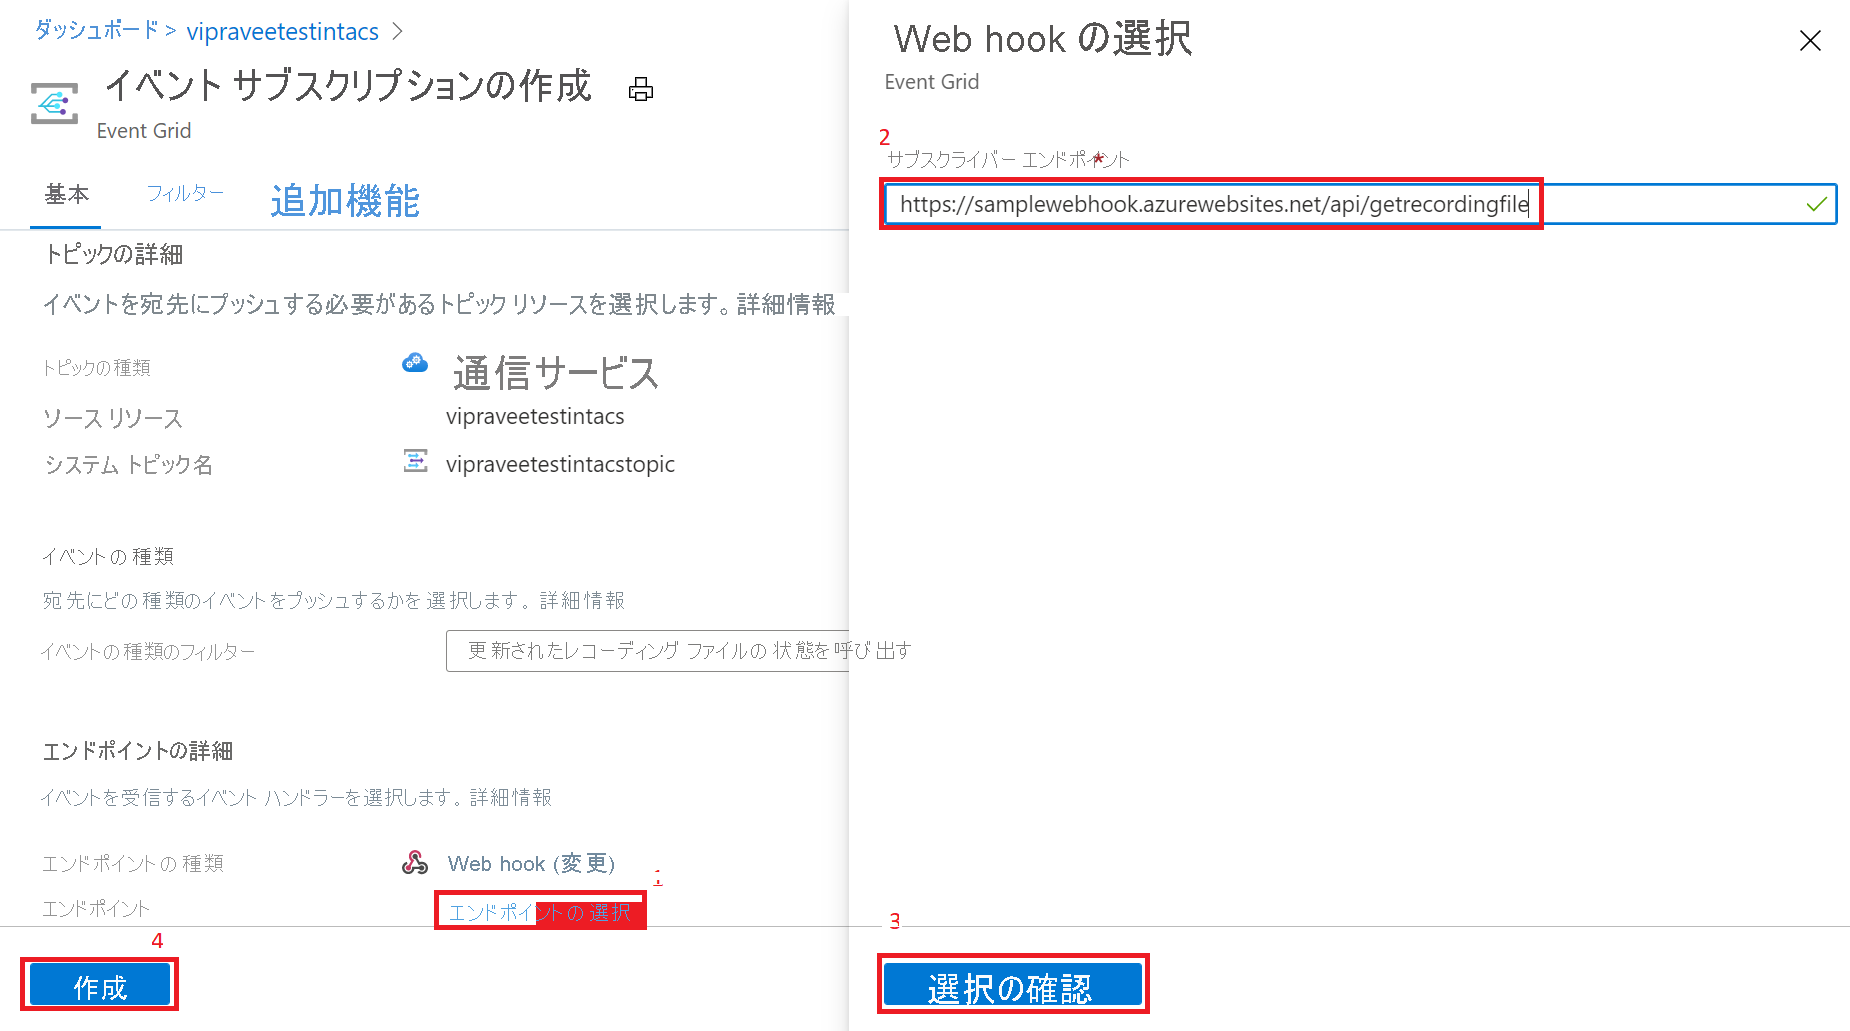 ダッシュボード > vipraveetestintacs >
イベント サブスクリプションの作成
Event Grid
基本
フィルター
追加機能
トピックの詳細
イベントを宛先にプッシュする必要があるトピック リソースを選択します。詳細情報
トピックの種類
通信サービス
ソース リソース
vipraveetestintacs
システム トピック名
vipraveetestintacstopic
イベントの種類
宛先にどの種類のイベントをプッシュするかを選択します。詳細情報
イベントの種類のフィルター
更新されたレコーディング ファイルの状態を呼び出す
エンドポイントの詳細
イベントを受信するイベント ハンドラーを選択します。詳細情報
エンドポイントの種類
Web hook (変更)
1
エンドポイント
エンドポイントの選択
4
作成
Web hook の選択
Event Grid
2
サブスクライバー エンドポイント*
https://samplewebhook.azurewebsites.net/api/getrecordingfile
3
選択の確認